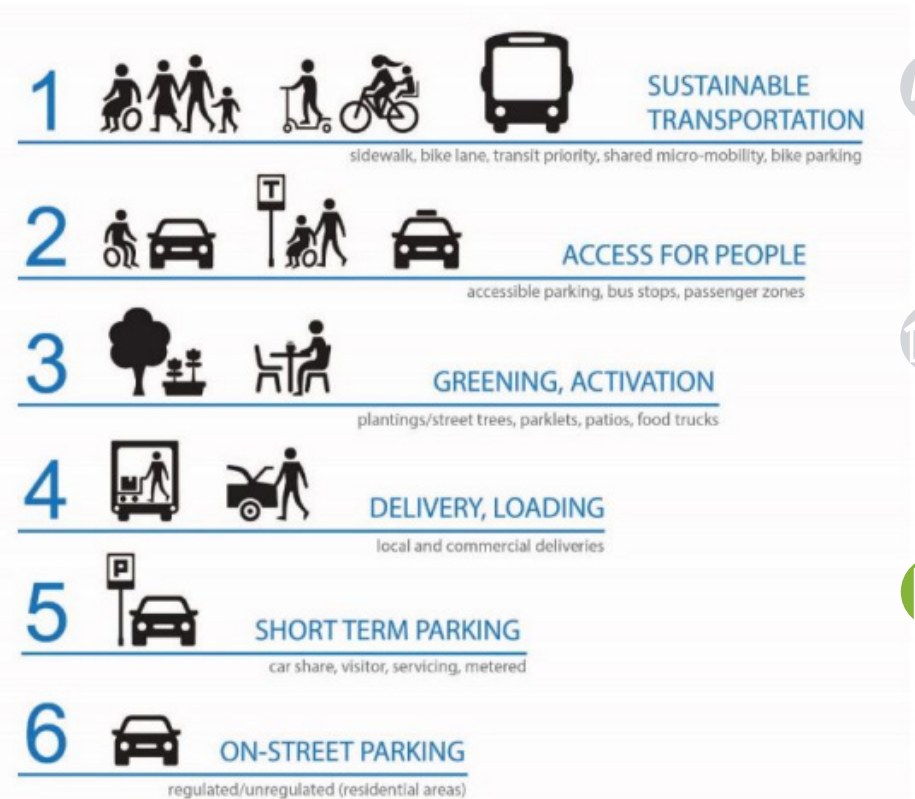 1
SUSTAINABLE
TRANSPORTATION
sidewalk, bike lane, transit priority, shared micro-mobility, bike parking
T
2
ACCESS FOR PEOPLE
accessible parking, bus stops, passenger zones
3
GREENING, ACTIVATION
plantings/street trees, parklets, patios, food trucks
4
DELIVERY, LOADING
local and commercial deliveries
P
5
SHORT TERM PARKING
car share, visitor, servicing, metered
6
ON-STREET PARKING
regulated/unregulated (residential areas)